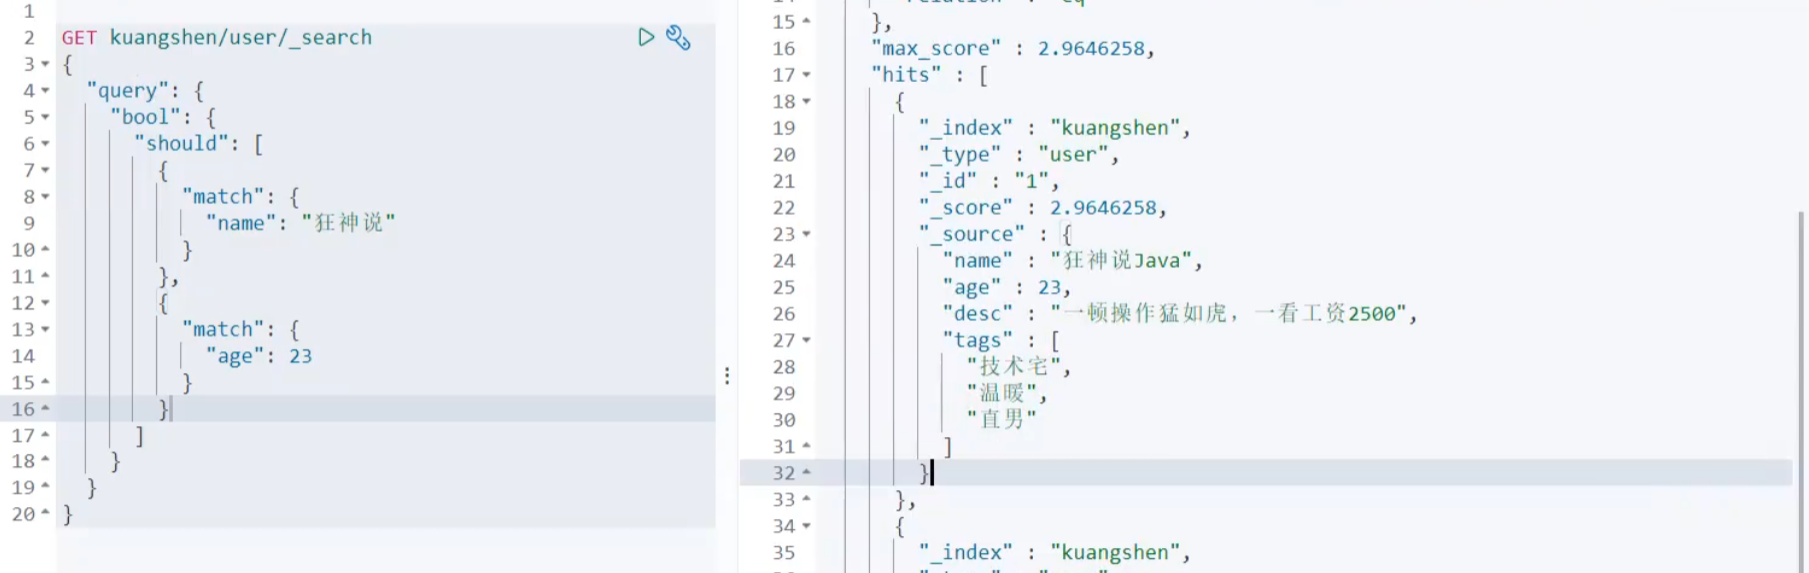 1
2 GET kuangshen/user/_search
3 {
4 "query": {
5 "bool": {
6 "should": [
7 {
8 "match": {
9 "name": "狂神说"
10 }
11 },
12 {
13 "match": {
14 "age": 23
15 }
16 }
17 ]
18 }
19 }
20 }
15 },
16 "max_score" : 2.9646258,
17 "hits" : [
18 {
19 "_index" : "kuangshen",
20 "_type" : "user",
21 "_id" : "1",
22 "_score" : 2.9646258,
23 "_source" : {
24 "name" : "狂神说Java",
25 "age" : 23,
26 "desc" : "一顿操作猛如虎，一看工资2500",
27 "tags" : [
28 "技术宅",
29 "温暖",
30 "直男"
31 ]
32 }
33 },
34 {
35 "_index" : "kuangshen",